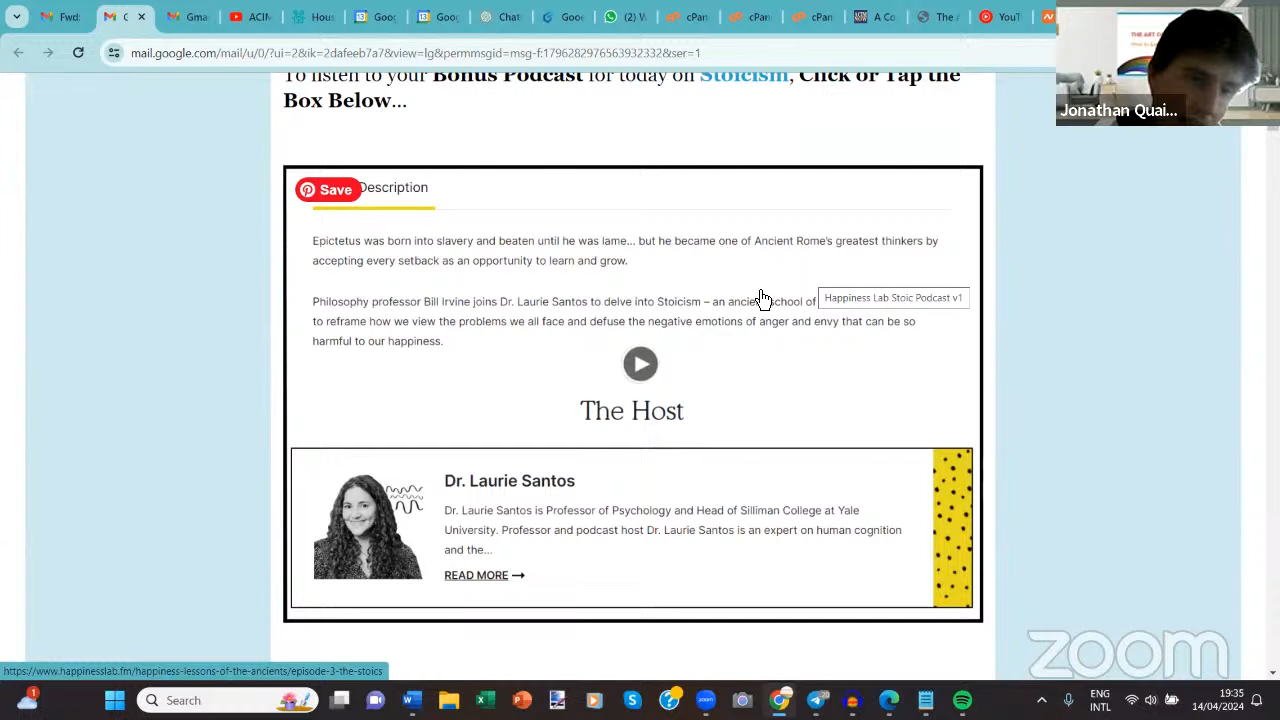 Fwd:
Gma
ACIN
Hous
Goo
Goo
Chat
Goo
(2) W
cPan
cPan
cPan
A Co
The A
YouT
mail.google.com/mail/u/0/?ui=2&ik=2dafeeb7a7&view=lg&permmsgid=msg-f:1796282976563932332&ser=1
To listen to your Bonus Podcast for today on Stoicism, Click or Tap the
Box Below...
Save
Description
Epictetus was born into slavery and beaten until he was lame... but he became one of Ancient Rome's greatest thinkers by
accepting every setback as an opportunity to learn and grow.
Philosophy professor Bill Irvine joins Dr. Laurie Santos to delve into Stoicism – an ancient school of
Happiness Lab Stoic Podcast v1
to reframe how we view the problems we all face and defuse the negative emotions of anger and envy that can be so
harmful to our happiness.
The Host
Dr. Laurie Santos
Dr. Laurie Santos is Professor of Psychology and Head of Silliman College at Yale
University. Professor and podcast host Dr. Laurie Santos is an expert on human cognition
and the...
READ MORE
https://www.happinesslab.fm/happiness-lessons-of-the-ancients/episode-3-the-stoics
THE ART O
Jonathan Quai...
zoom
1
Search
zoom
ENG
INTL
19:35
14/04/2024